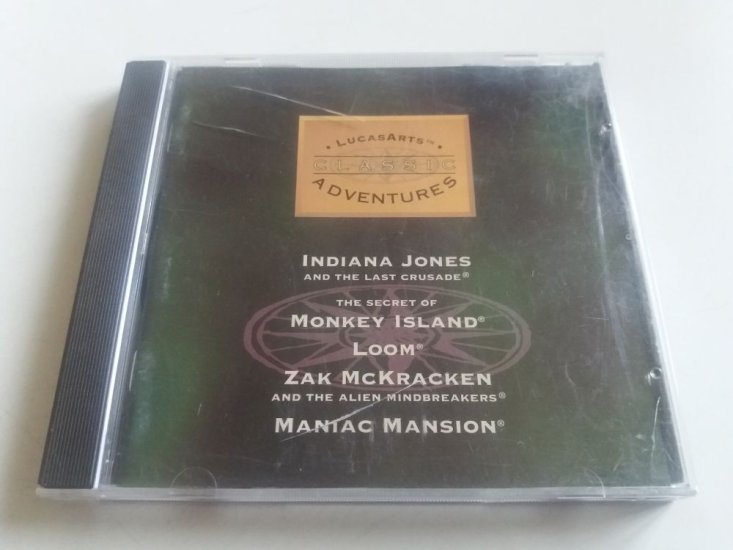 • LUCASARTS™ •
CLASSIC
ADVENTURES
INDIANA JONES
AND THE LAST CRUSADE®
THE SECRET OF
MONKEY ISLAND®
LOOM®
ZAK MCKRACKEN
AND THE ALIEN MINDBREAKERS®
MANIAC MANSION®